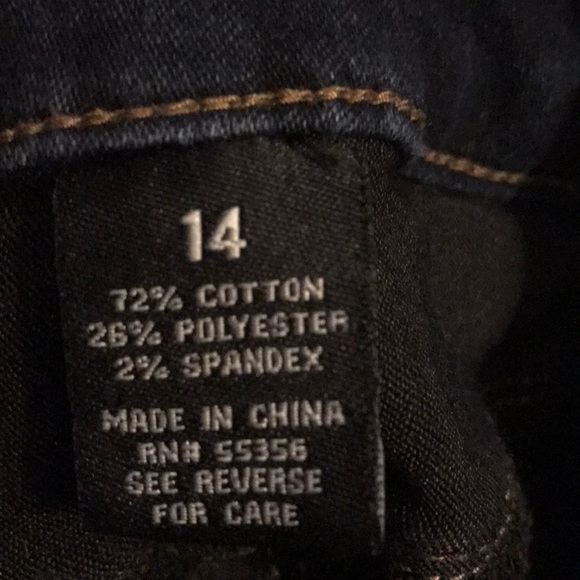 14
72% COTTON
26% POLYESTER
2% SPANDEX
MADE IN CHINA
RN# 55356
SEE REVERSE
FOR CARE